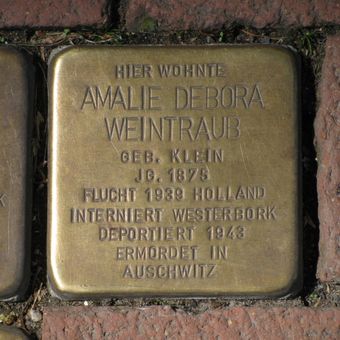 HIER WOHNTE
AMALIE DEBORA
WEINTRAUB
GEB. KLEIN
JG. 1875
FLUCHT 1939 HOLLAND
INTERNIERT WESTERBORK
DEPORTIERT 1943
ERMORDET IN
AUSCHWITZ